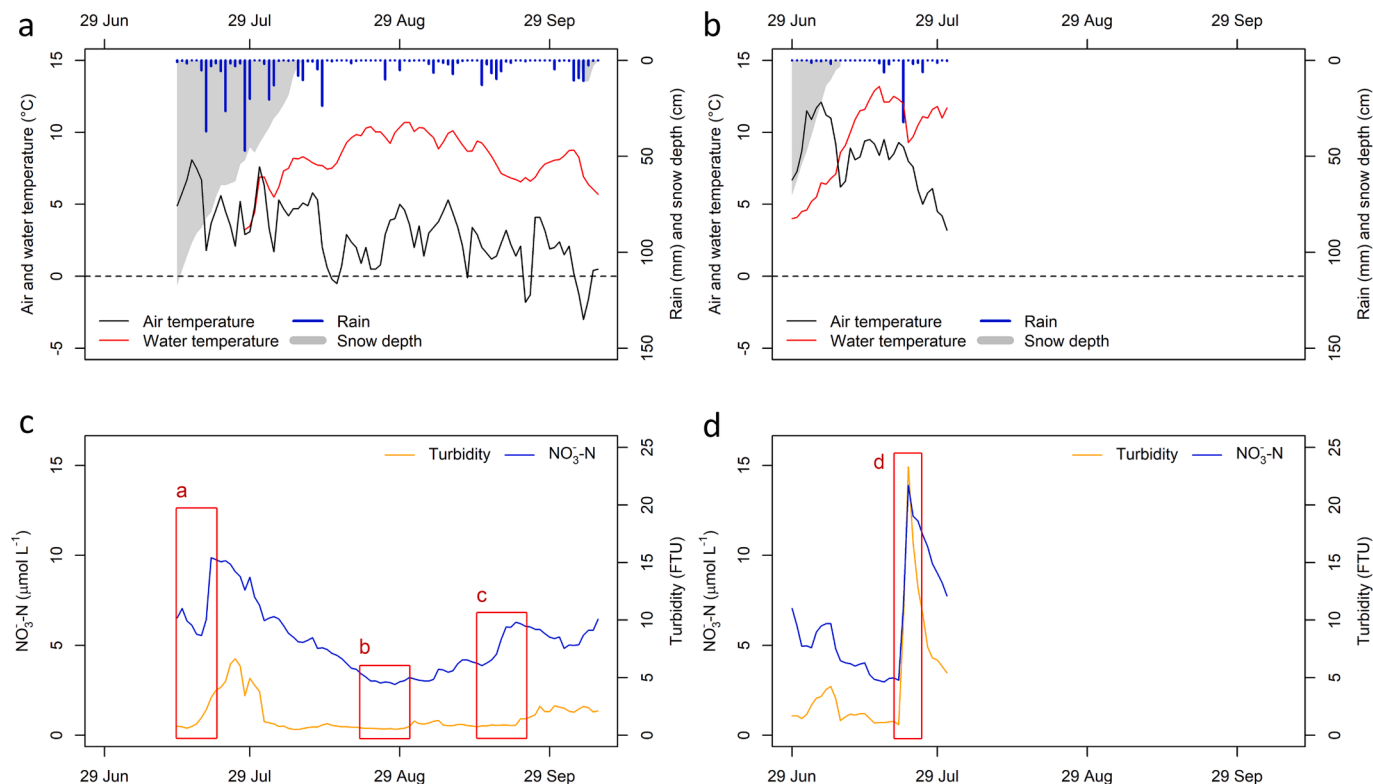 a
29 Jun 29 Jul 29 Aug 29 Sep
15
10
5
0
-5
Air and water temperature (°C)
0
50
100
150
Rain (mm) and snow depth (cm)
Air temperature Rain
Water temperature Snow depth
b
29 Jun 29 Jul 29 Aug 29 Sep
15
10
5
0
-5
Air and water temperature (°C)
0
50
100
150
Rain (mm) and snow depth (cm)
Air temperature Rain
Water temperature Snow depth
c
Turbidity NO₃⁻-N
15
10
5
0
NO₃⁻-N (μmol L⁻¹)
25
20
15
10
5
0
Turbidity (FTU)
a
b
c
29 Jun 29 Jul 29 Aug 29 Sep
d
Turbidity NO₃⁻-N
15
10
5
0
NO₃⁻-N (μmol L⁻¹)
25
20
15
10
5
0
Turbidity (FTU)
d
29 Jun 29 Jul 29 Aug 29 Sep